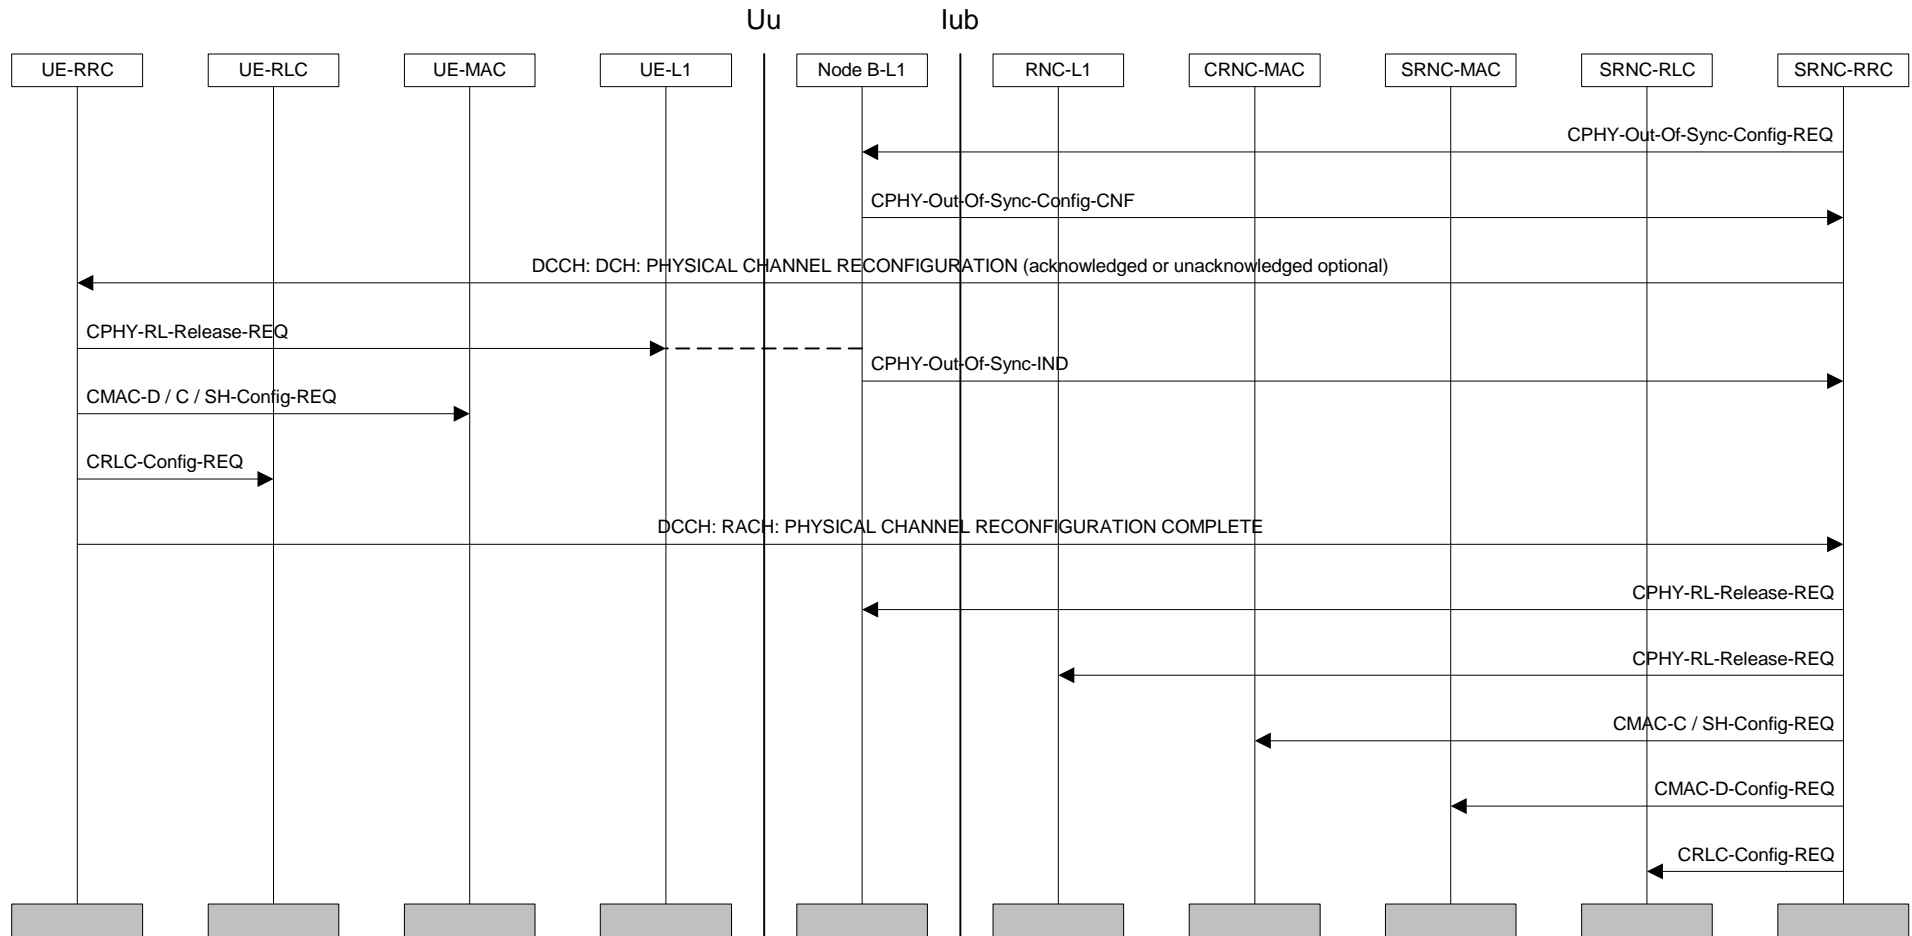 Uu
Iub
UE-RRC
UE-RLC
UE-MAC
UE-L1
Node B-L1
RNC-L1
CRNC-MAC
SRNC-MAC
SRNC-RLC
SRNC-RRC
CPHY-Out-Of-Sync-Config-REQ
CPHY-Out-Of-Sync-Config-CNF
DCCH: DCH: PHYSICAL CHANNEL RECONFIGURATION (acknowledged or unacknowledged optional)
CPHY-RL-Release-REQ
CPHY-Out-Of-Sync-IND
CMAC-D / C / SH-Config-REQ
CRLC-Config-REQ
DCCH: RACH: PHYSICAL CHANNEL RECONFIGURATION COMPLETE
CPHY-RL-Release-REQ
CPHY-RL-Release-REQ
CMAC-C / SH-Config-REQ
CMAC-D-Config-REQ
CRLC-Config-REQ